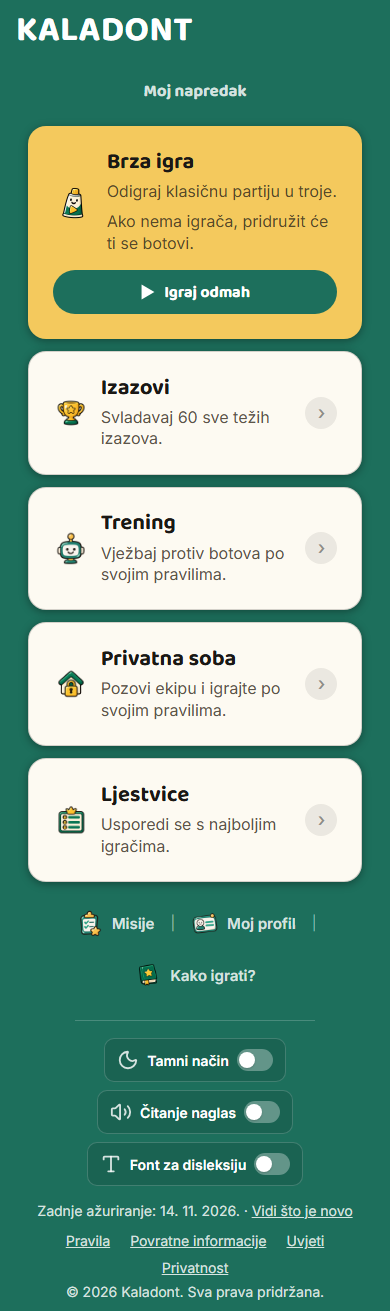 KALADONT
Moj napredak
Brza igra
Odigraj klasičnu partiju u troje.
Ako nema igrača, pridružit će
ti se botovi.
Igraj odmah
Izazovi
Svladavaj 60 sve težih
izazova.
Trening
Vježbaj protiv botova po
svojim pravilima.
Privatna soba
Pozovi ekipu i igrajte po
svojim pravilima.
Ljestvice
Usporedi se s najboljim
igračima.
Misije | Moj profil |
Kako igrati?
Tamni način
Čitanje naglas
Font za disleksiju
Zadnje ažuriranje: 14. 11. 2026. · Vidi što je novo
Pravila Povratne informacije Uvjeti
Privatnost
© 2026 Kaladont. Sva prava pridržana.